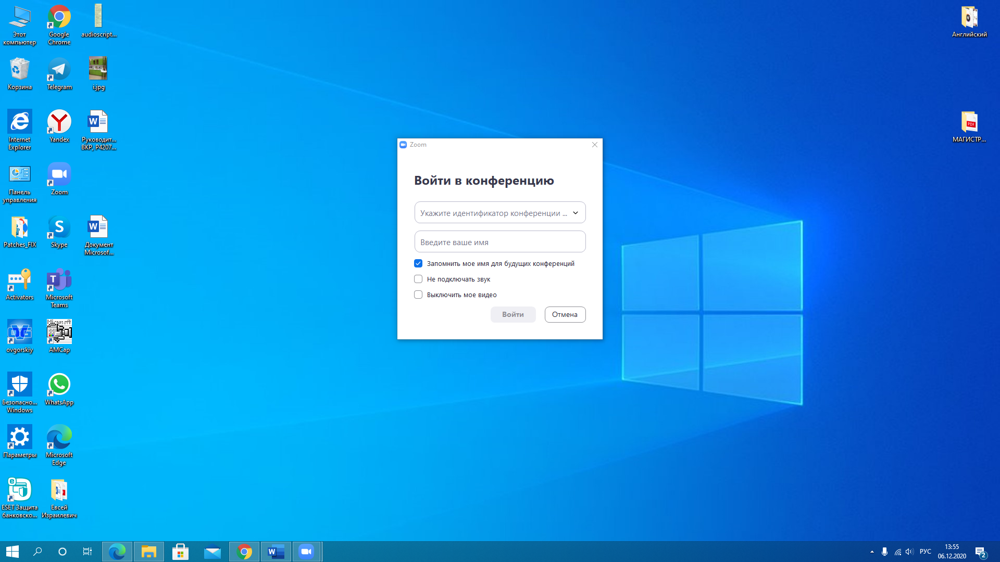 Этот
компьютер
Google
Chrome
audioscript...
Английский
Корзина
Telegram
i.jpg
Internet
Explorer
Yandex
Руководит...
ВКР, P4207...
МАГИСТР...
Панель
управления
Zoom
Patches_FIX
Skype
Документ
Microsof...
Activators
Microsoft
Teams
ovgorskiy
Microsoft
AMCap
Безопасно...
Windows
WhatsApp
Параметры
Microsoft
Edge
ESET Защита
банковско...
Евсей
Израилевич
Zoom
Войти в конференцию
Укажите идентификатор конференции ...
Введите ваше имя
Запомнить мое имя для будущих конференций
Не подключать звук
Выключить мое видео
Войти
Отмена
РУС
13:55
06.12.2020
2